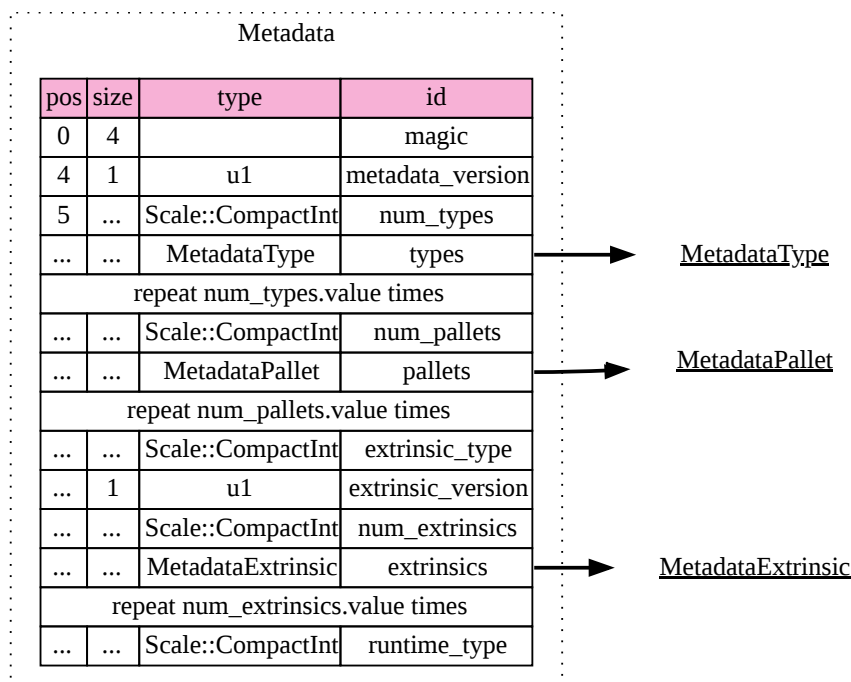 Metadata
pos size type id
0 4 magic
4 1 u1 metadata_version
5 ... Scale::CompactInt num_types
... ... MetadataType types MetadataType
repeat num_types.value times
... ... Scale::CompactInt num_pallets
... ... MetadataPallet pallets MetadataPallet
repeat num_pallets.value times
... ... Scale::CompactInt extrinsic_type
... 1 u1 extrinsic_version
... ... Scale::CompactInt num_extrinsics
... ... MetadataExtrinsic extrinsics MetadataExtrinsic
repeat num_extrinsics.value times
... ... Scale::CompactInt runtime_type